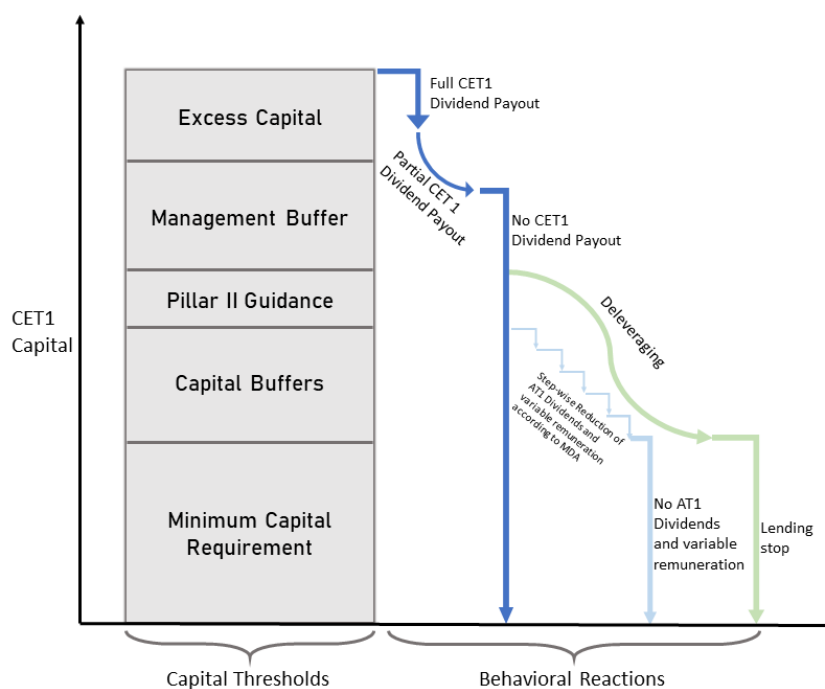 Excess Capital
Management Buffer
Pillar II Guidance
Capital Buffers
Minimum Capital
Requirement
CET1
Capital
Full CET1
Dividend Payout
Partial CET 1
Dividend Payout
No CET1
Dividend Payout
Deleveraging
Step-wise Reduction of
AT1 Dividends and
variable remuneration
according to MDA
No AT1
Dividends
and variable
remuneration
Lending
stop
Capital Thresholds
Behavioral Reactions